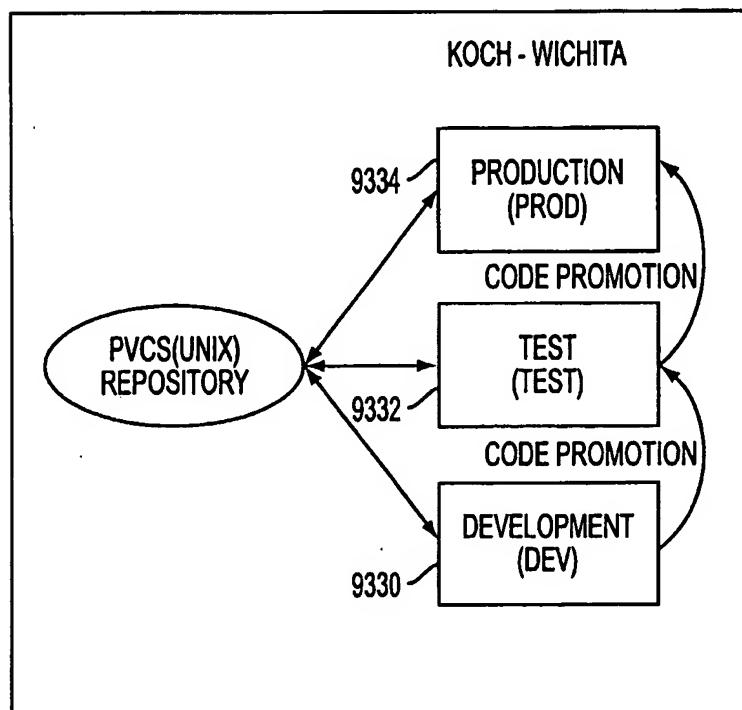 KOCH - WICHITA
9334
PRODUCTION
(PROD)
CODE PROMOTION
PVCS(UNIX)
REPOSITORY
TEST
(TEST)
9332
CODE PROMOTION
DEVELOPMENT
(DEV)
9330